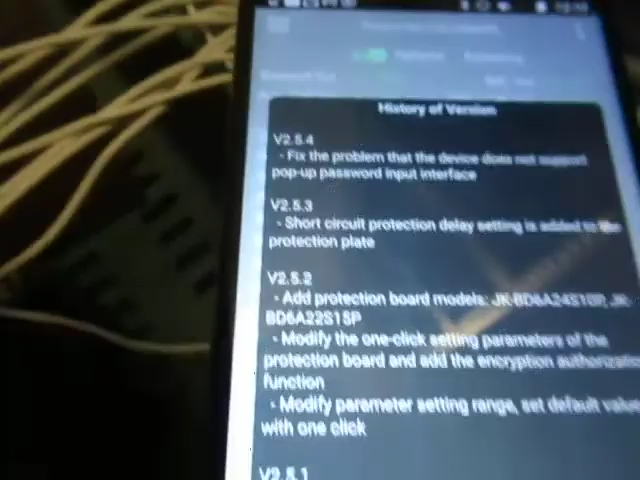 History of Version
V2.5.4
- Fix the problem that the device does not support
pop-up password input interface
V2.5.3
- Short circuit protection delay setting is added to the
protection plate
V2.5.2
- Add protection board models: JK-BD6A24S10P, JK-
BD6A22S15P
- Modify the one-click setting parameters of the
protection board and add the encryption authorizatio
function
- Modify parameter setting range, set default value
with one click
V2.5.1